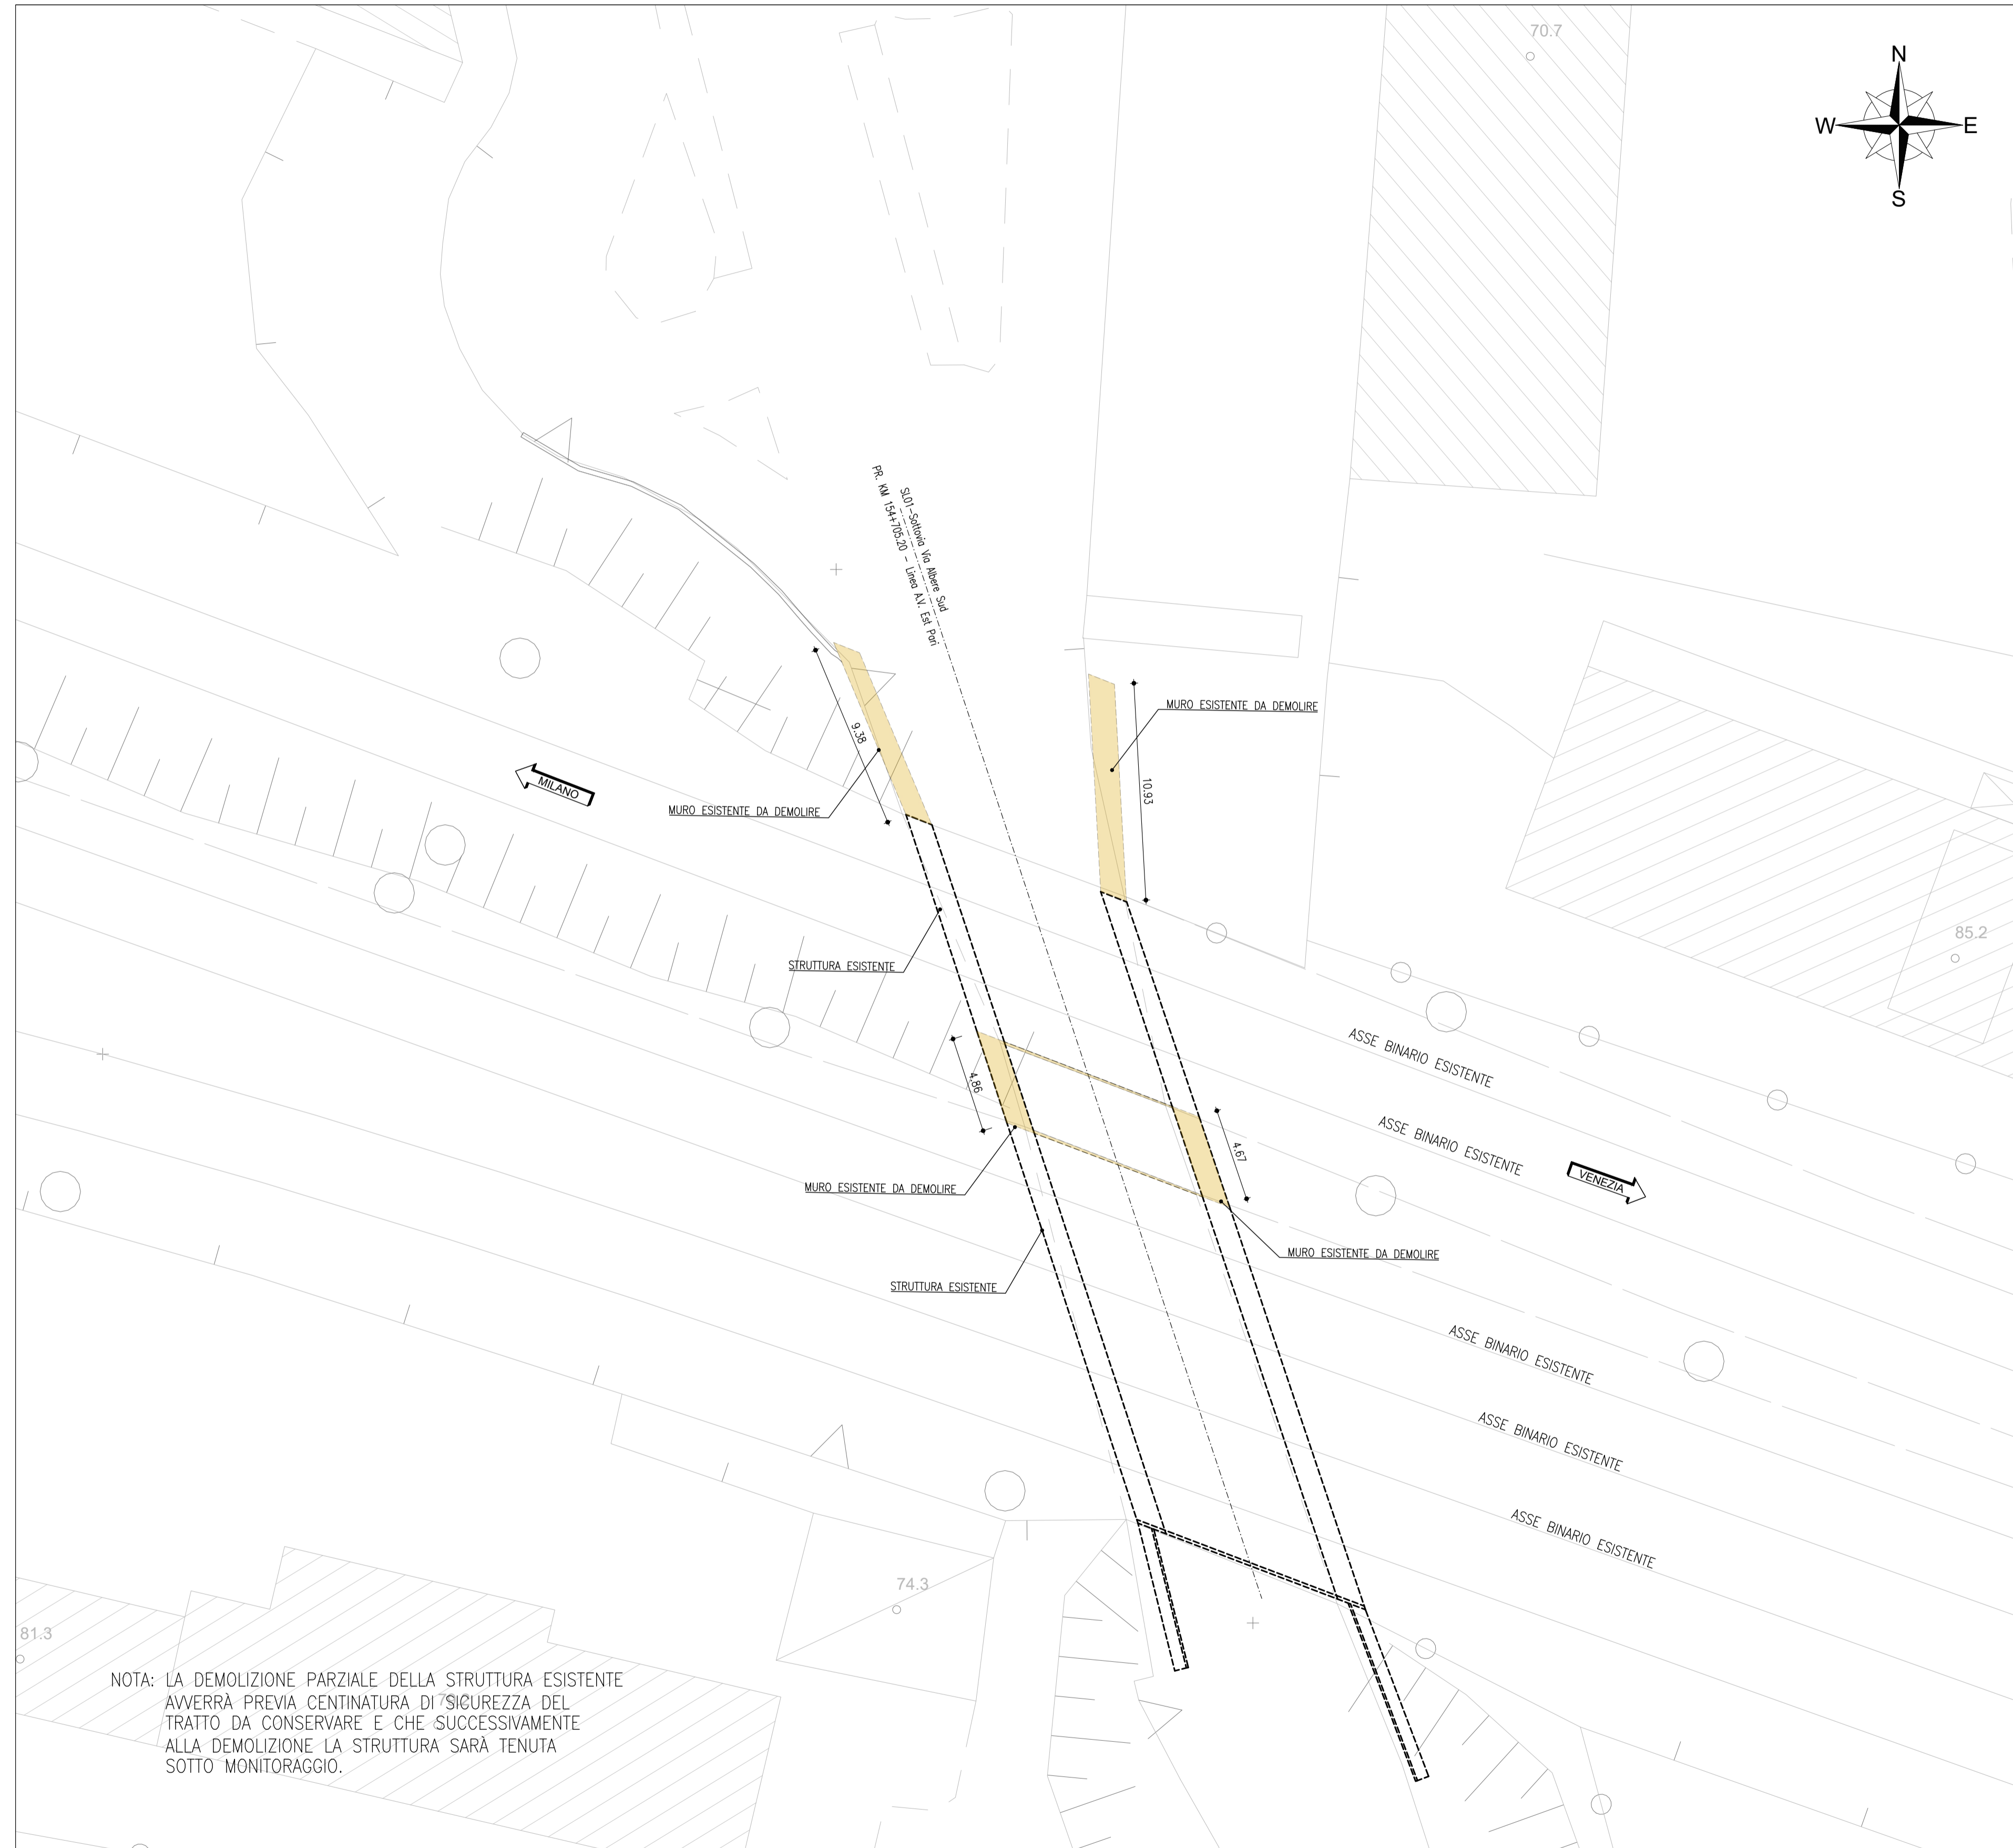 70.7
N
W
E
S
SL01-Sottovia Via Albere Sud
PR. KM 154+705.20 - Linea A.V. Est Pari
9.38
MURO ESISTENTE DA DEMOLIRE
10.93
MILANO
MURO ESISTENTE DA DEMOLIRE
85.2
STRUTTURA ESISTENTE
ASSE BINARIO ESISTENTE
4.86
ASSE BINARIO ESISTENTE
4.67
VENEZIA
MURO ESISTENTE DA DEMOLIRE
MURO ESISTENTE DA DEMOLIRE
STRUTTURA ESISTENTE
ASSE BINARIO ESISTENTE
ASSE BINARIO ESISTENTE
ASSE BINARIO ESISTENTE
74.3
81.3
NOTA: LA DEMOLIZIONE PARZIALE DELLA STRUTTURA ESISTENTE
AVVERRÀ PREVIA CENTINATURA DI SICUREZZA DEL
TRATTO DA CONSERVARE E CHE SUCCESSIVAMENTE
ALLA DEMOLIZIONE LA STRUTTURA SARÀ TENUTA
SOTTO MONITORAGGIO.